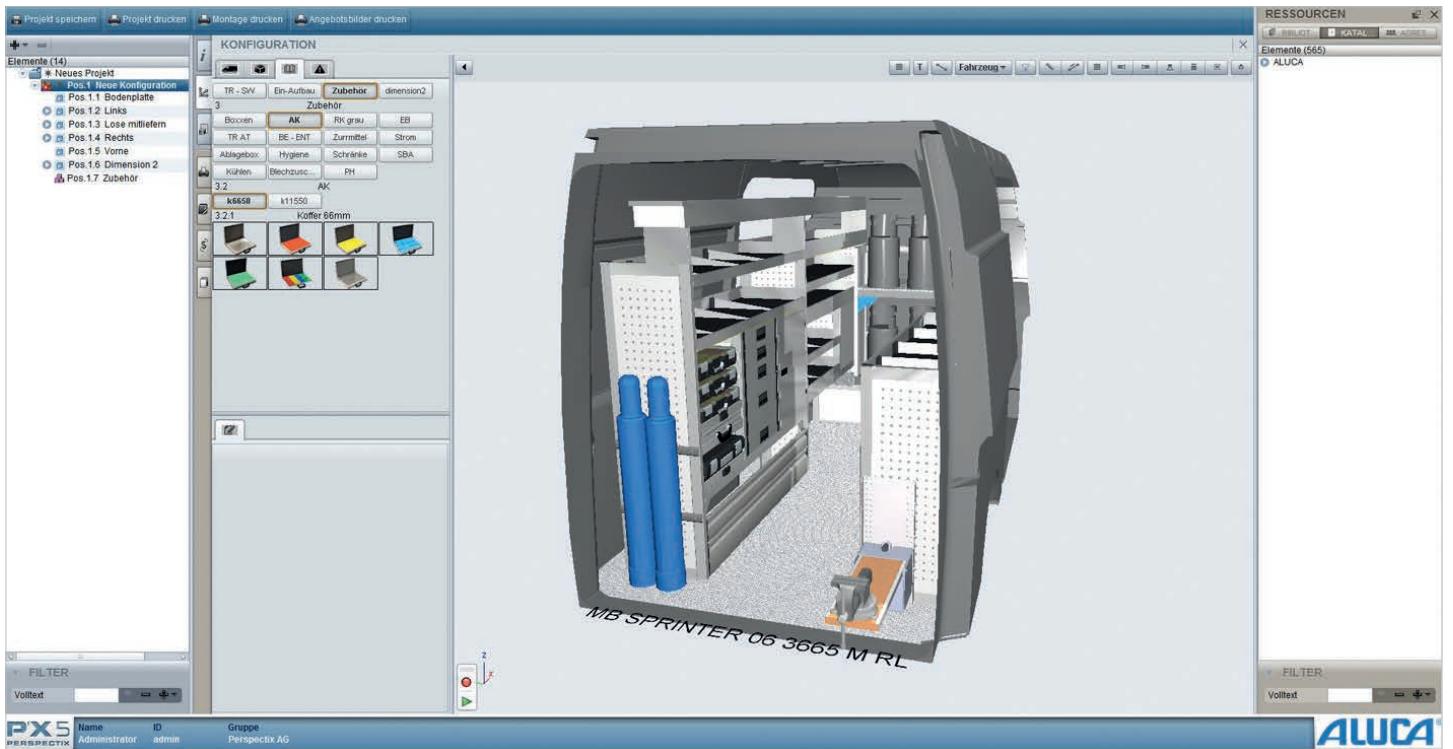 Projekt speichern Projekt drucken Montage drucken Angebotsbilder drucken
RESSOURCEN
BIBLIOT KATAL ADRES
Elemente (565)
ALUCA
Elemente (14)
Neues Projekt
Pos.1 Neue Konfiguration
Pos.1.1 Bodenplatte
Pos.1.2 Links
Pos.1.3 Lose mitliefern
Pos.1.4 Rechts
Pos.1.5 Vorne
Pos.1.6 Dimension 2
Pos.1.7 Zubehör
KONFIGURATION
TR - SW Ein-Aufbau Zubehör dimension2
3 Zubehör
Boxxen AK RK grau EB
TR AT BE - ENT Zurrmittel Strom
Ablagebox Hygiene Schränke SBA
Kühlen Blechzusc... PH
3.2 AK
k6650 k11550
3.2.1 Koffer 66mm
T Fahrzeug
MB SPRINTER 06 3665 M RL
z
x
FILTER
Volltext
FILTER
Volltext
PX5
PERSPECTIX
Name ID Gruppe
Administrator admin Perspectix AG
ALUCA